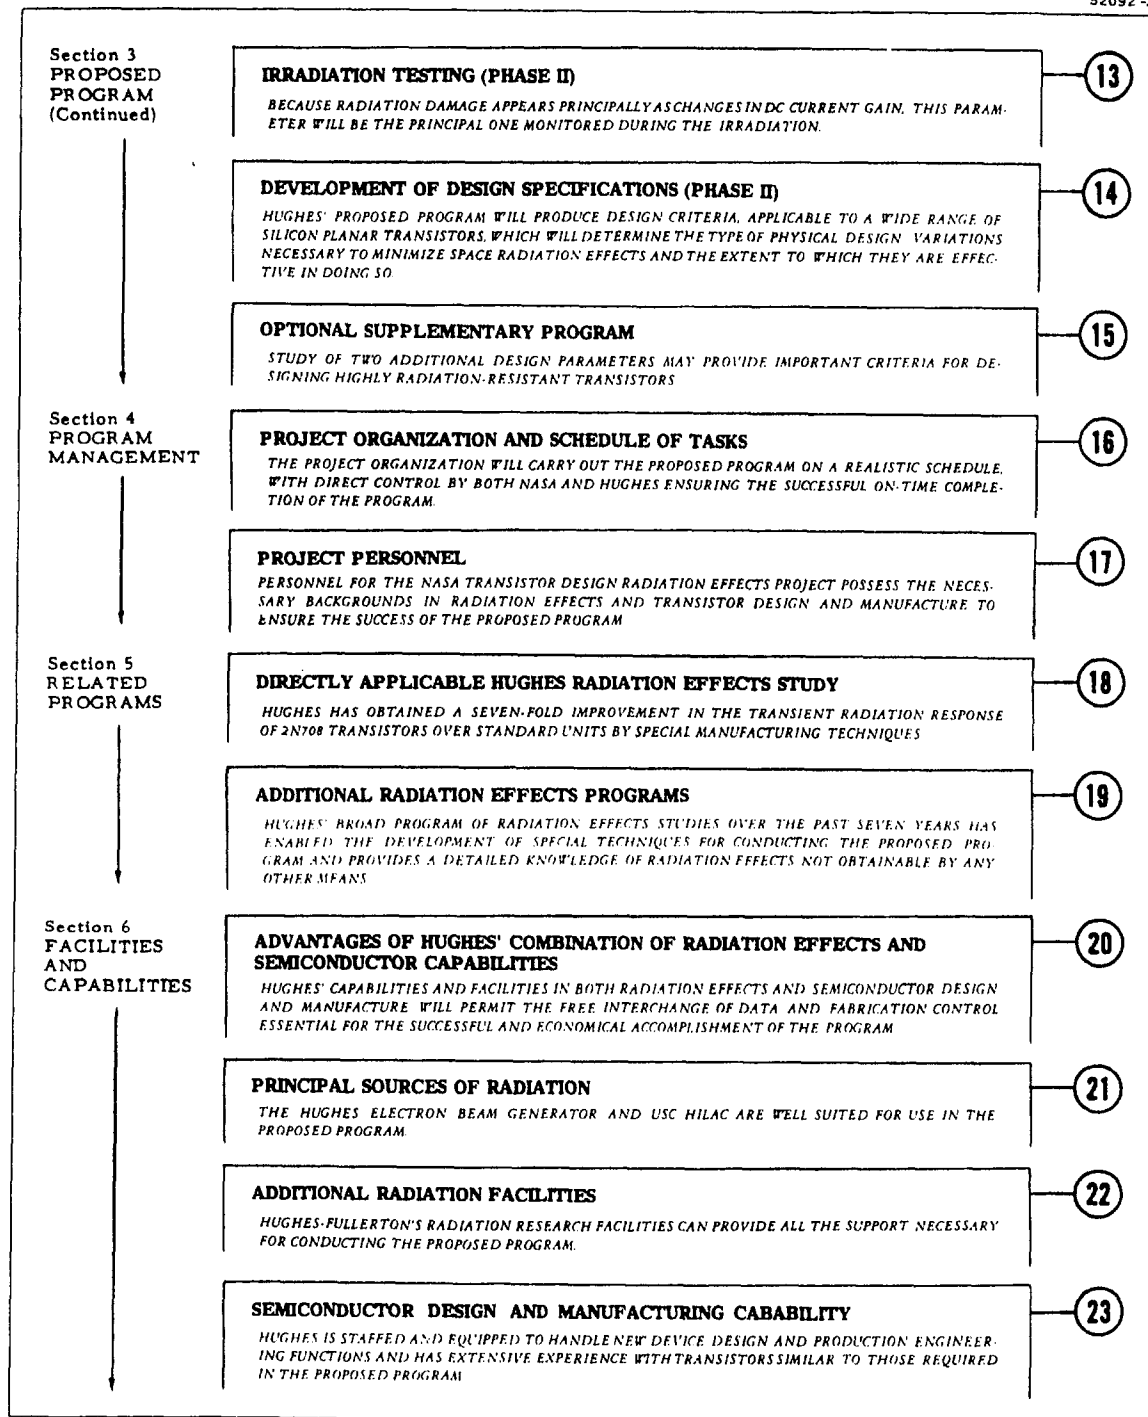 Section 3
PROPOSED
PROGRAM
(Continued)
IRRADIATION TESTING (PHASE II)
BECAUSE RADIATION DAMAGE APPEARS PRINCIPALLY AS CHANGES IN DC CURRENT GAIN, THIS PARAM-
ETER WILL BE THE PRINCIPAL ONE MONITORED DURING THE IRRADIATION.
13
DEVELOPMENT OF DESIGN SPECIFICATIONS (PHASE II)
HUGHES' PROPOSED PROGRAM WILL PRODUCE DESIGN CRITERIA, APPLICABLE TO A WIDE RANGE OF
SILICON PLANAR TRANSISTORS, WHICH WILL DETERMINE THE TYPE OF PHYSICAL DESIGN VARIATIONS
NECESSARY TO MINIMIZE SPACE RADIATION EFFECTS AND THE EXTENT TO WHICH THEY ARE EFFEC-
TIVE IN DOING SO.
14
OPTIONAL SUPPLEMENTARY PROGRAM
STUDY OF TWO ADDITIONAL DESIGN PARAMETERS MAY PROVIDE IMPORTANT CRITERIA FOR DE-
SIGNING HIGHLY RADIATION-RESISTANT TRANSISTORS
15
Section 4
PROGRAM
MANAGEMENT
PROJECT ORGANIZATION AND SCHEDULE OF TASKS
THE PROJECT ORGANIZATION WILL CARRY OUT THE PROPOSED PROGRAM ON A REALISTIC SCHEDULE,
WITH DIRECT CONTROL BY BOTH NASA AND HUGHES ENSURING THE SUCCESSFUL ON-TIME COMPLE-
TION OF THE PROGRAM.
16
PROJECT PERSONNEL
PERSONNEL FOR THE NASA TRANSISTOR DESIGN RADIATION EFFECTS PROJECT POSSESS THE NECES-
SARY BACKGROUNDS IN RADIATION EFFECTS AND TRANSISTOR DESIGN AND MANUFACTURE TO
ENSURE THE SUCCESS OF THE PROPOSED PROGRAM
17
Section 5
RELATED
PROGRAMS
DIRECTLY APPLICABLE HUGHES RADIATION EFFECTS STUDY
HUGHES HAS OBTAINED A SEVEN-FOLD IMPROVEMENT IN THE TRANSIENT RADIATION RESPONSE
OF 2N708 TRANSISTORS OVER STANDARD UNITS BY SPECIAL MANUFACTURING TECHNIQUES
18
ADDITIONAL RADIATION EFFECTS PROGRAMS
HUGHES' BROAD PROGRAM OF RADIATION EFFECTS STUDIES OVER THE PAST SEVEN YEARS HAS
ENABLED THE DEVELOPMENT OF SPECIAL TECHNIQUES FOR CONDUCTING THE PROPOSED PRO-
GRAM AND PROVIDES A DETAILED KNOWLEDGE OF RADIATION EFFECTS NOT OBTAINABLE BY ANY
OTHER MEANS
19
Section 6
FACILITIES
AND
CAPABILITIES
ADVANTAGES OF HUGHES' COMBINATION OF RADIATION EFFECTS AND
SEMICONDUCTOR CAPABILITIES
HUGHES' CAPABILITIES AND FACILITIES IN BOTH RADIATION EFFECTS AND SEMICONDUCTOR DESIGN
AND MANUFACTURE WILL PERMIT THE FREE INTERCHANGE OF DATA AND FABRICATION CONTROL
ESSENTIAL FOR THE SUCCESSFUL AND ECONOMICAL ACCOMPLISHMENT OF THE PROGRAM
20
PRINCIPAL SOURCES OF RADIATION
THE HUGHES ELECTRON BEAM GENERATOR AND USC HILAC ARE WELL SUITED FOR USE IN THE
PROPOSED PROGRAM.
21
ADDITIONAL RADIATION FACILITIES
HUGHES-FULLERTON'S RADIATION RESEARCH FACILITIES CAN PROVIDE ALL THE SUPPORT NECESSARY
FOR CONDUCTING THE PROPOSED PROGRAM.
22
SEMICONDUCTOR DESIGN AND MANUFACTURING CABABILITY
HUGHES IS STAFFED AND EQUIPPED TO HANDLE NEW DEVICE DESIGN AND PRODUCTION ENGINEER-
ING FUNCTIONS AND HAS EXTENSIVE EXPERIENCE WITH TRANSISTORS SIMILAR TO THOSE REQUIRED
IN THE PROPOSED PROGRAM
23